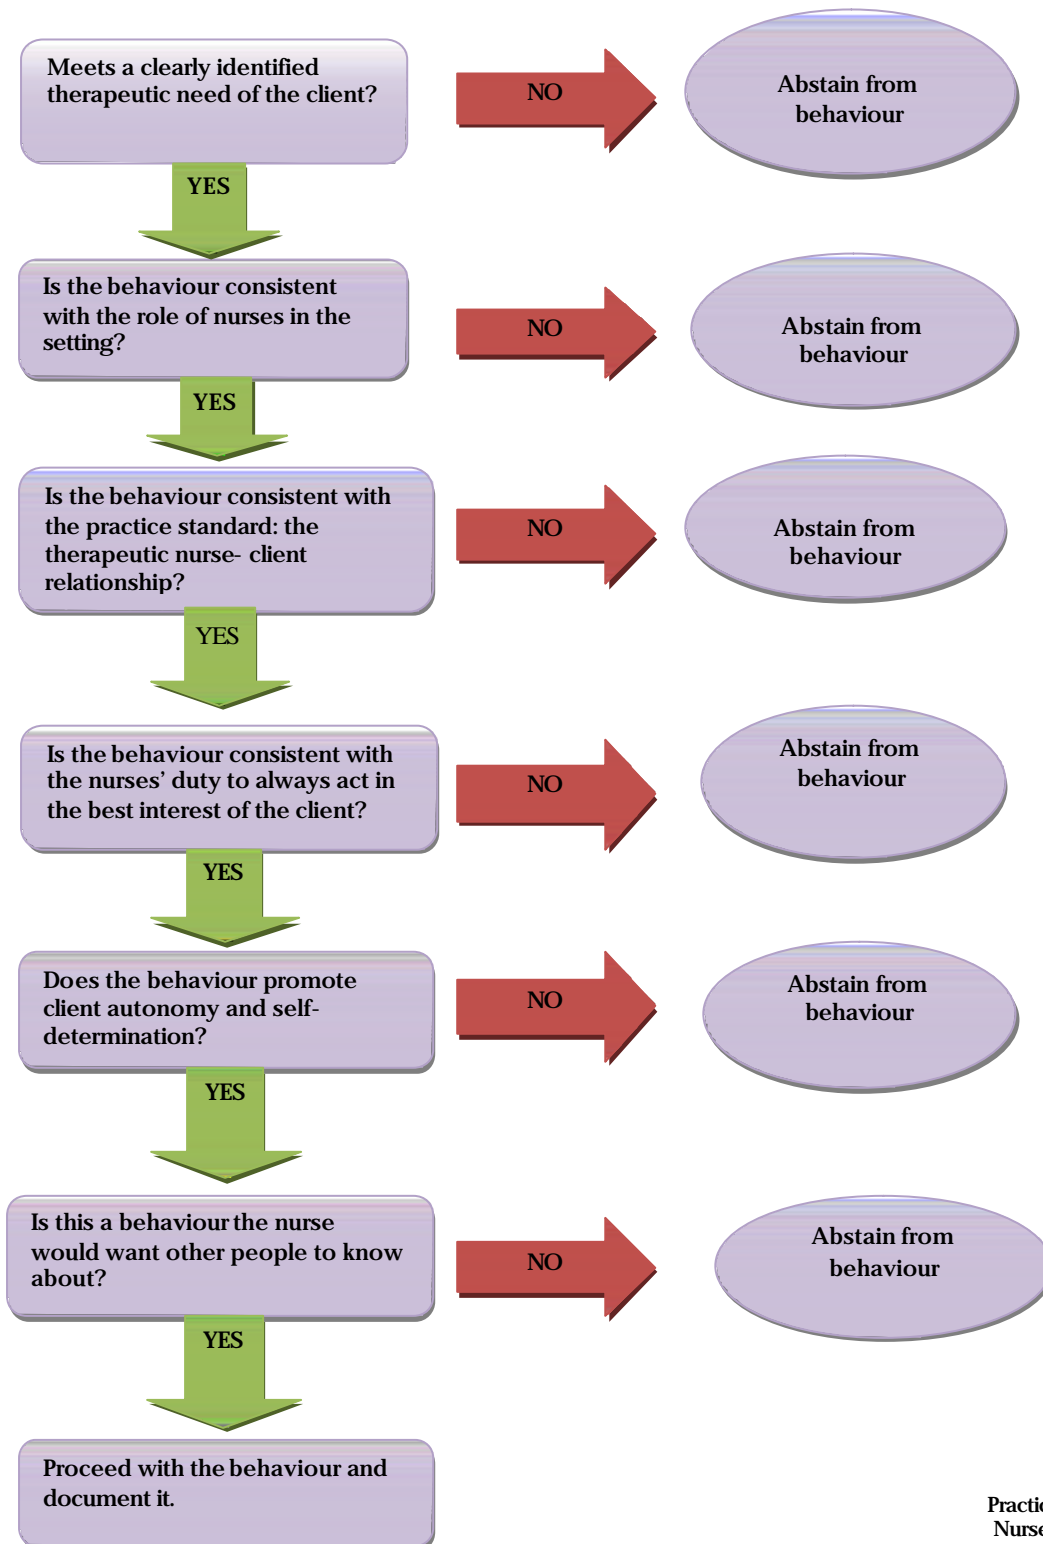 Meets a clearly identified
therapeutic need of the client?
NO
Abstain from
behaviour
YES
Is the behaviour consistent
with the role of nurses in the
setting?
NO
Abstain from
behaviour
YES
Is the behaviour consistent with
the practice standard: the
therapeutic nurse- client
relationship?
NO
Abstain from
behaviour
YES
Is the behaviour consistent with
the nurses’ duty to always act in
the best interest of the client?
NO
Abstain from
behaviour
YES
Does the behaviour promote
client autonomy and self-
determination?
NO
Abstain from
behaviour
YES
Is this a behaviour the nurse
would want other people to know
about?
NO
Abstain from
behaviour
YES
Proceed with the behaviour and
document it.